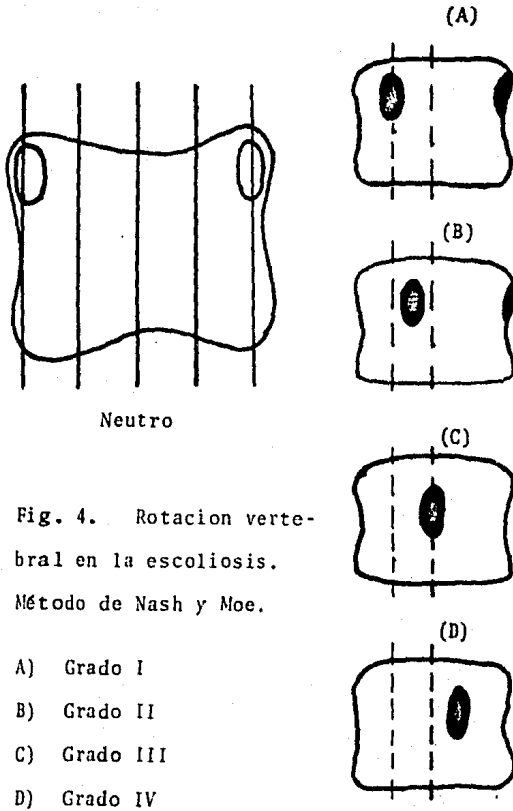 (A)
(B)
Neutro
(C)
Fig. 4. Rotacion verte-
bral en la escoliosis.
Método de Nash y Moe.
(D)
A) Grado I
B) Grado II
C) Grado III
D) Grado IV